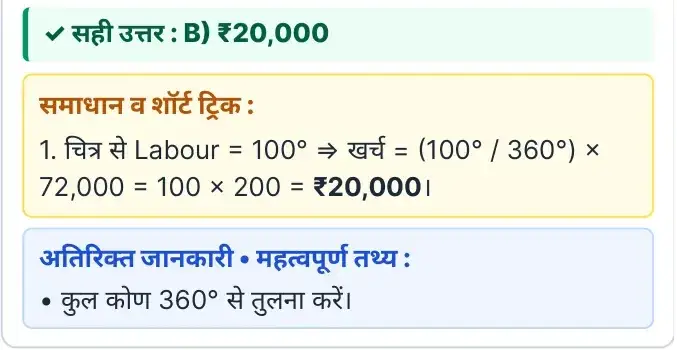 ✓ सही उत्तर : B) ₹20,000
समाधान व शॉर्ट ट्रिक :
1. चित्र से Labour = 100° ⇒ खर्च = (100° / 360°) ×
72,000 = 100 × 200 = ₹20,000।
अतिरिक्त जानकारी • महत्वपूर्ण तथ्य :
• कुल कोण 360° से तुलना करें।